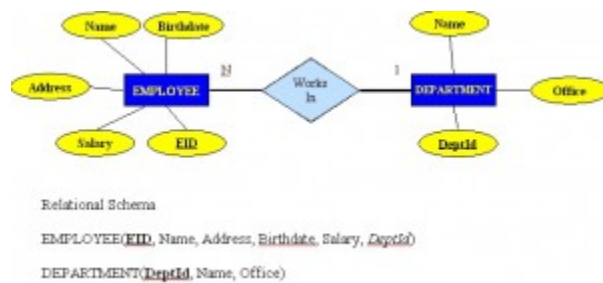 Name Birthdate Name
Address EMPLOYEE N Works In 1 DEPARTMENT Office
Salary EID DeptId
Relational Schema
EMPLOYEE(EID, Name, Address, Birthdate, Salary, DeptId)
DEPARTMENT(DeptId, Name, Office)